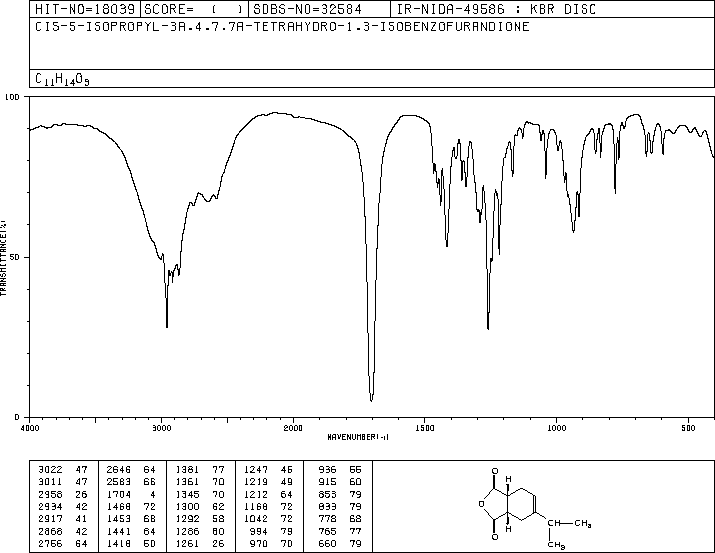 HIT-NO=18039 SCORE= ( ) SDBS-NO=32584 IR-NIDA-49586 : KBR DISC
CIS-5-ISOPROPYL-3A,4,7,7A-TETRAHYDRO-1,3-ISOBENZOFURANDIONE
C11H14O3
100
50
0
TRANSMITTANCE(%)
4000 3000 2000 1500 1000 500
WAVENUMBER(-1)
3022 47 2646 64 1381 77 1247 46 936 55
3011 47 2583 66 1361 70 1219 49 915 60
2958 26 1704 4 1345 70 1212 64 853 79
2934 42 1468 72 1300 62 1168 72 833 79
2917 41 1453 68 1292 58 1042 72 778 68
2868 42 1441 64 1286 60 994 79 765 77
2766 64 1418 50 1261 26 970 70 660 79
O
H
O
H
O
CH—CH3
CH3